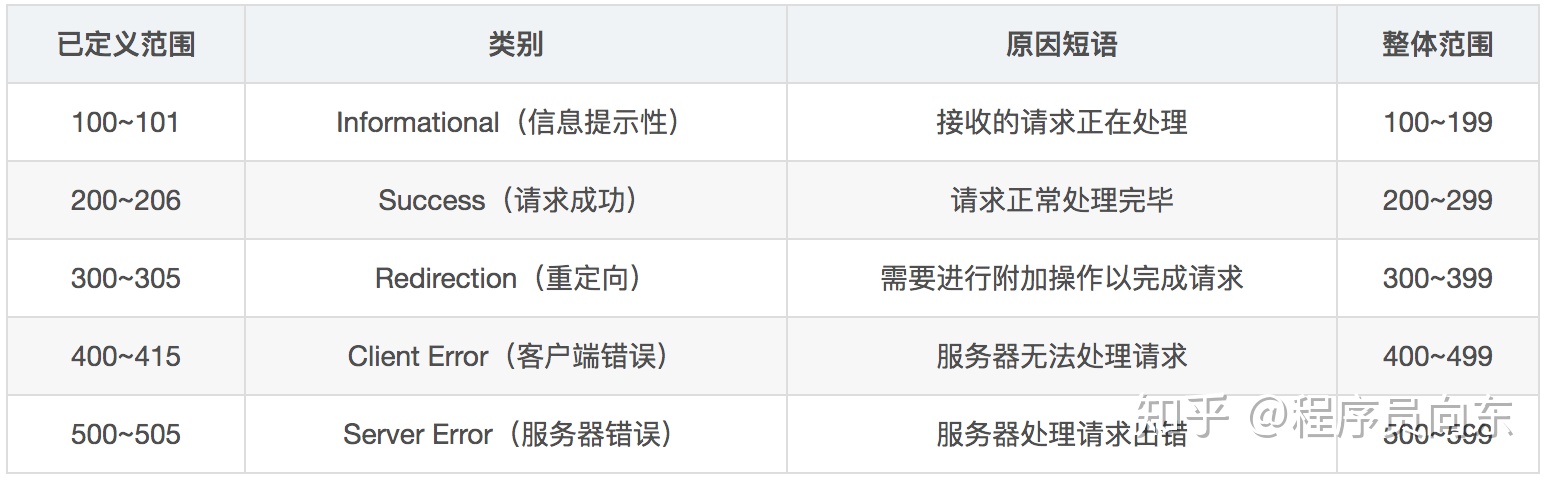 已定义范围 类别 原因短语 整体范围
100~101 Informational（信息提示性） 接收的请求正在处理 100~199
200~206 Success（请求成功） 请求正常处理完毕 200~299
300~305 Redirection（重定向） 需要进行附加操作以完成请求 300~399
400~415 Client Error（客户端错误） 服务器无法处理请求 400~499
500~505 Server Error（服务器错误） 服务器处理请求出错 500~599
知乎 @程序员向东